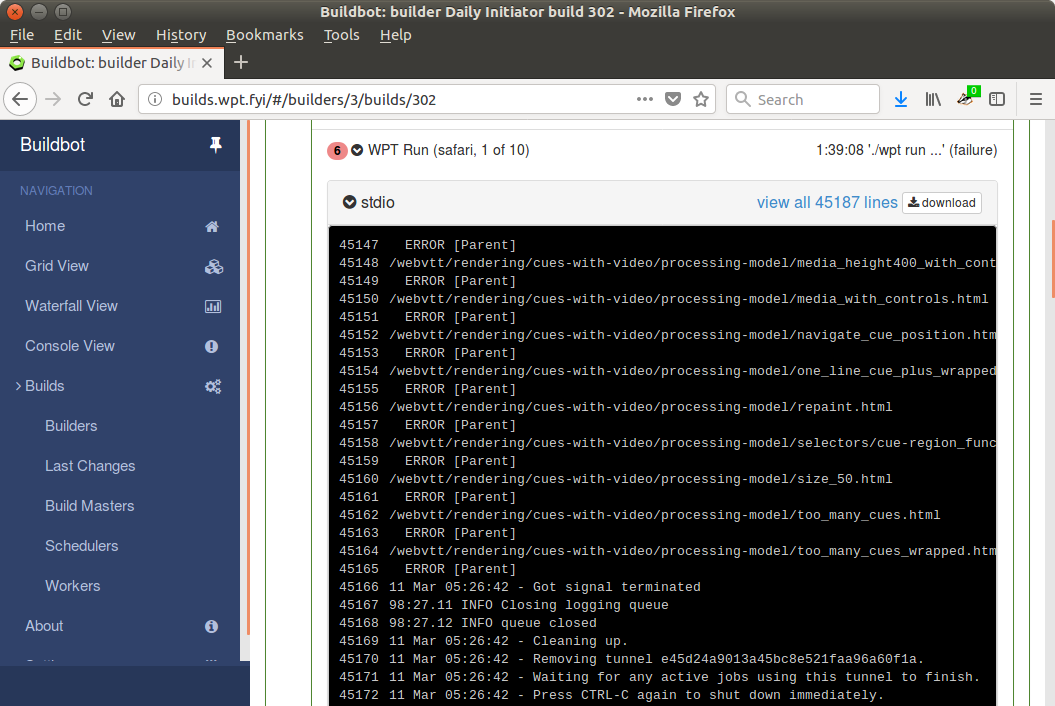 Buildbot: builder Daily Initiator build 302 - Mozilla Firefox
File Edit View History Bookmarks Tools Help
Buildbot: builder Daily In
builds.wpt.fyi/#/builders/3/builds/302
Search
0
Buildbot
NAVIGATION
Home
Grid View
Waterfall View
Console View
Builds
Builders
Last Changes
Build Masters
Schedulers
Workers
About
6 WPT Run (safari, 1 of 10) 1:39:08 './wpt run ...' (failure)
stdio view all 45187 lines download
45147 ERROR [Parent]
45148 /webvtt/rendering/cues-with-video/processing-model/media_height400_with_cont
45149 ERROR [Parent]
45150 /webvtt/rendering/cues-with-video/processing-model/media_with_controls.html
45151 ERROR [Parent]
45152 /webvtt/rendering/cues-with-video/processing-model/navigate_cue_position.htm
45153 ERROR [Parent]
45154 /webvtt/rendering/cues-with-video/processing-model/one_line_cue_plus_wrapped
45155 ERROR [Parent]
45156 /webvtt/rendering/cues-with-video/processing-model/repaint.html
45157 ERROR [Parent]
45158 /webvtt/rendering/cues-with-video/processing-model/selectors/cue-region_func
45159 ERROR [Parent]
45160 /webvtt/rendering/cues-with-video/processing-model/size_50.html
45161 ERROR [Parent]
45162 /webvtt/rendering/cues-with-video/processing-model/too_many_cues.html
45163 ERROR [Parent]
45164 /webvtt/rendering/cues-with-video/processing-model/too_many_cues_wrapped.htm
45165 ERROR [Parent]
45166 11 Mar 05:26:42 - Got signal terminated
45167 98:27.11 INFO Closing logging queue
45168 98:27.12 INFO queue closed
45169 11 Mar 05:26:42 - Cleaning up.
45170 11 Mar 05:26:42 - Removing tunnel e45d24a9013a45bc8e521faa96a60f1a.
45171 11 Mar 05:26:42 - Waiting for any active jobs using this tunnel to finish.
45172 11 Mar 05:26:42 - Press CTRL-C again to shut down immediately.